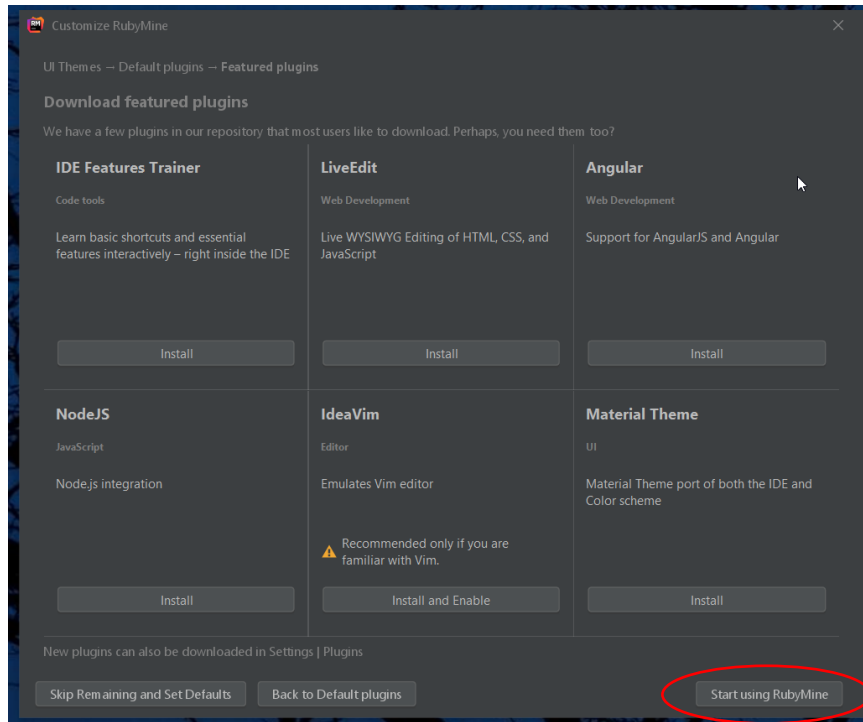 RM
Customize RubyMine
UI Themes → Default plugins → Featured plugins
Download featured plugins
We have a few plugins in our repository that most users like to download. Perhaps, you need them too?
IDE Features Trainer
Code tools
Learn basic shortcuts and essential
features interactively – right inside the IDE
Install
LiveEdit
Web Development
Live WYSIWYG Editing of HTML, CSS, and
JavaScript
Install
Angular
Web Development
Support for AngularJS and Angular
Install
NodeJS
JavaScript
Node.js integration
Install
IdeaVim
Editor
Emulates Vim editor
Recommended only if you are
familiar with Vim.
Install and Enable
Material Theme
UI
Material Theme port of both the IDE and
Color scheme
Install
New plugins can also be downloaded in Settings | Plugins
Skip Remaining and Set Defaults
Back to Default plugins
Start using RubyMine